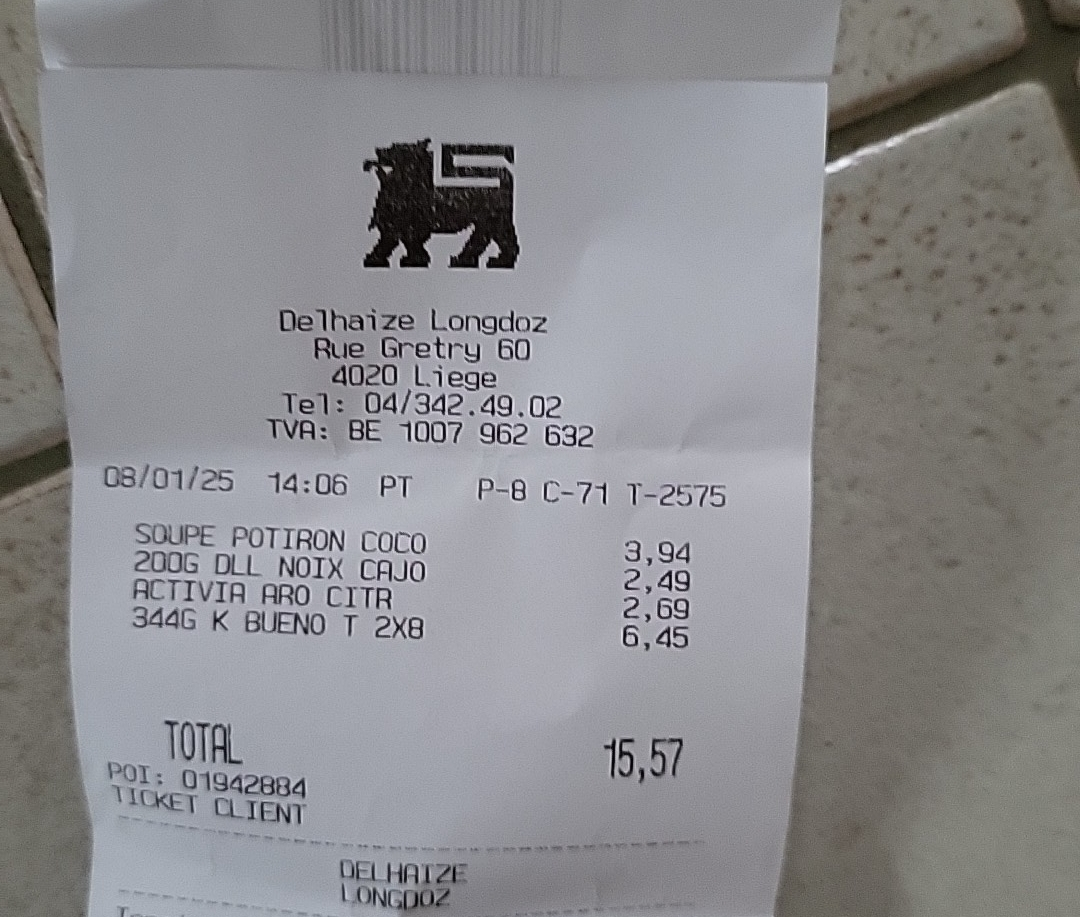 Delhaize Longdoz
Rue Gretry 60
4020 Liege
Tel: 04/342.49.02
TVA: BE 1007 962 632
08/01/25 14:06 PT P-8 C-71 T-2575
SOUPE POTIRON COCO 3,94
200G DLL NOIX CAJO 2,49
ACTIVIA ARO CITR 2,69
344G K BUENO T 2X8 6,45
TOTAL 15,57
POI: 01942884
TICKET CLIENT
DELHAIZE
LONGDOZ